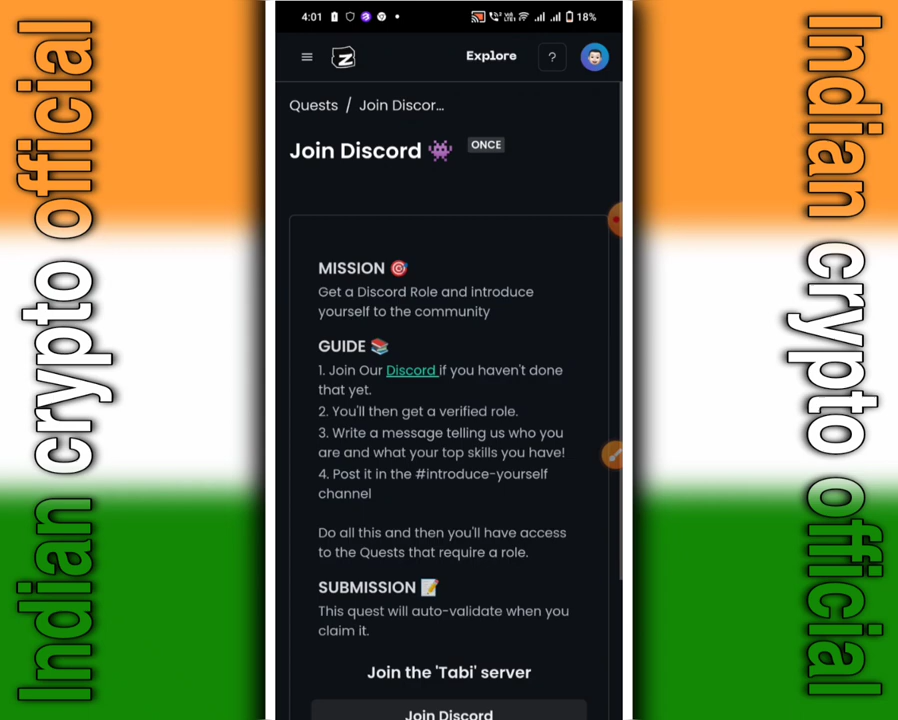 Indian crypto official
4:01
18%
Explore
?
Quests / Join Discor...
Join Discord 👾 ONCE
MISSION 🎯
Get a Discord Role and introduce
yourself to the community
GUIDE 📚
1. Join Our Discord if you haven't done
that yet.
2. You'll then get a verified role.
3. Write a message telling us who you
are and what your top skills you have!
4. Post it in the #introduce-yourself
channel
Do all this and then you'll have access
to the Quests that require a role.
SUBMISSION 📝
This quest will auto-validate when you
claim it.
Join the 'Tabi' server
Join Discord
Indian crypto official